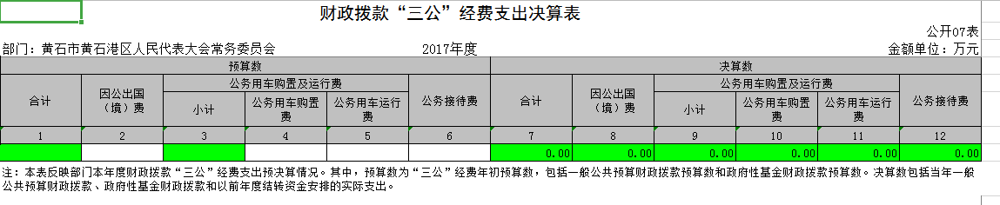 财政拨款“三公”经费支出决算表
公开07表
部门：黄石市黄石港区人民代表大会常务委员会 2017年度 金额单位：万元
预算数 决算数
合计 因公出国（境）费 公务用车购置及运行费 公务接待费 合计 因公出国（境）费 公务用车购置及运行费 公务接待费
小计 公务用车购置费 公务用车运行费 小计 公务用车购置费 公务用车运行费
1 2 3 4 5 6 7 8 9 10 11 12
0.00 0.00 0.00 0.00 0.00 0.00
注：本表反映部门本年度财政拨款“三公”经费支出预决算情况。其中，预算数为“三公”经费年初预算数，包括一般公共预算财政拨款预算数和政府性基金财政拨款预算数。决算数包括当年一般
公共预算财政拨款、政府性基金财政拨款和以前年度结转资金安排的实际支出。